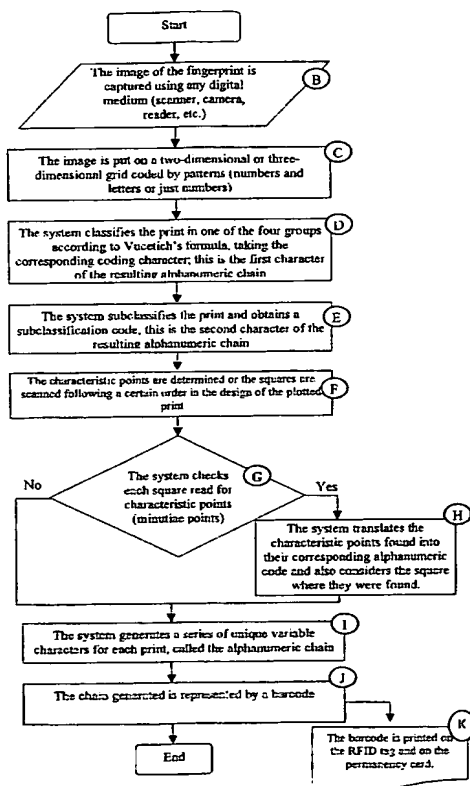 Start
B
The image of the fingerprint is
captured using any digital
medium (scanner, camera,
reader, etc.)
C
The image is put on a two-dimensional or three-
dimensional grid coded by patterns (numbers and
letters or just numbers)
D
The system classifies the print in one of the four groups
according to Vucetich's formula, taking the
corresponding coding character; this is the first character
of the resulting alphanumeric chain
E
The system subclassifies the print and obtains a
subclassification code, this is the second character of the
resulting alphanumeric chain
F
The characteristic points are determined or the squares are
scanned following a certain order in the design of the plotted
print
No
G
Yes
The system checks
each square read for
characteristic points
(minutine points)
H
The system translates the
characteristic points found into
their corresponding alphanumeric
code and also considers the square
where they were found.
I
The system generates a series of unique variable
characters for each print, called the alphanumeric chain
J
The chain generated is represented by a barcode
K
The barcode is printed on
the RFID tag and on the
permanency card.
End